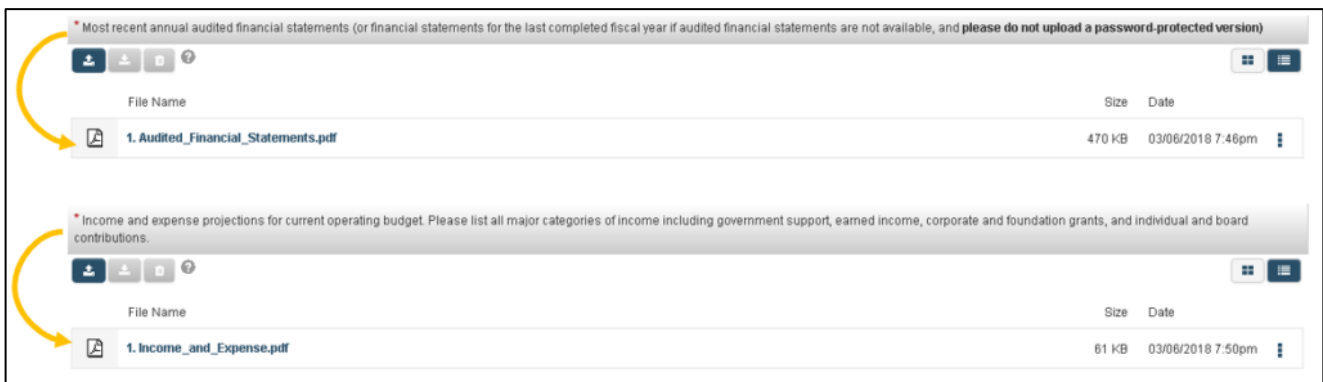 * Most recent annual audited financial statements (or financial statements for the last completed fiscal year if audited financial statements are not available, and please do not upload a password-protected version)
?
File Name Size Date
1. Audited_Financial_Statements.pdf 470 KB 03/06/2018 7:46pm
* Income and expense projections for current operating budget. Please list all major categories of income including government support, earned income, corporate and foundation grants, and individual and board
contributions.
?
File Name Size Date
1. Income_and_Expense.pdf 61 KB 03/06/2018 7:50pm